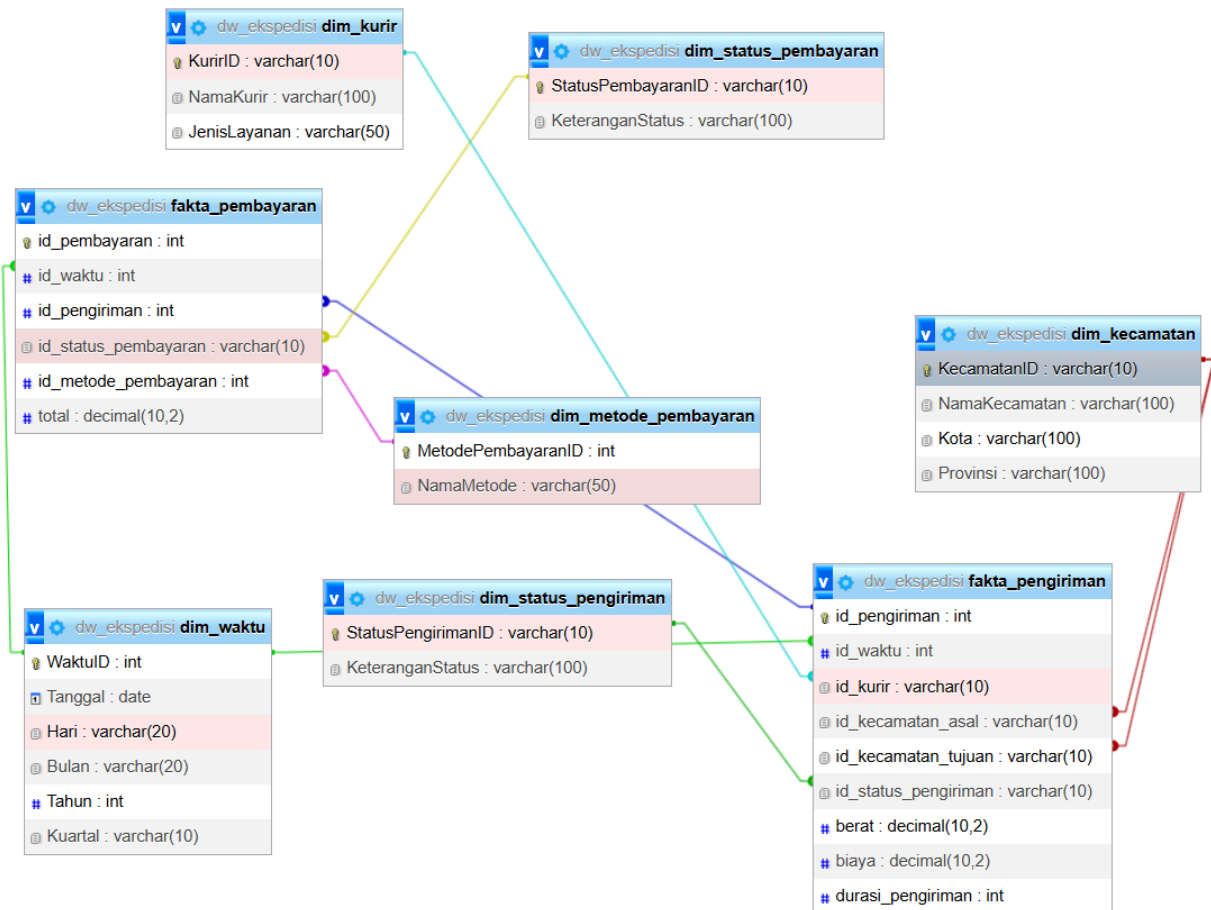 v dw_ekspedisi dim_kurir
KurirID : varchar(10)
NamaKurir : varchar(100)
JenisLayanan : varchar(50)
v dw_ekspedisi dim_status_pembayaran
StatusPembayaranID : varchar(10)
KeteranganStatus : varchar(100)
v dw_ekspedisi fakta_pembayaran
id_pembayaran : int
# id_waktu : int
# id_pengiriman : int
id_status_pembayaran : varchar(10)
# id_metode_pembayaran : int
# total : decimal(10,2)
v dw_ekspedisi dim_kecamatan
KecamatanID : varchar(10)
NamaKecamatan : varchar(100)
Kota : varchar(100)
Provinsi : varchar(100)
v dw_ekspedisi dim_metode_pembayaran
MetodePembayaranID : int
NamaMetode : varchar(50)
v dw_ekspedisi dim_status_pengiriman
StatusPengirimanID : varchar(10)
KeteranganStatus : varchar(100)
v dw_ekspedisi dim_waktu
WaktuID : int
Tanggal : date
Hari : varchar(20)
Bulan : varchar(20)
# Tahun : int
Kuartal : varchar(10)
v dw_ekspedisi fakta_pengiriman
id_pengiriman : int
# id_waktu : int
id_kurir : varchar(10)
id_kecamatan_asal : varchar(10)
id_kecamatan_tujuan : varchar(10)
id_status_pengiriman : varchar(10)
# berat : decimal(10,2)
# biaya : decimal(10,2)
# durasi_pengiriman : int